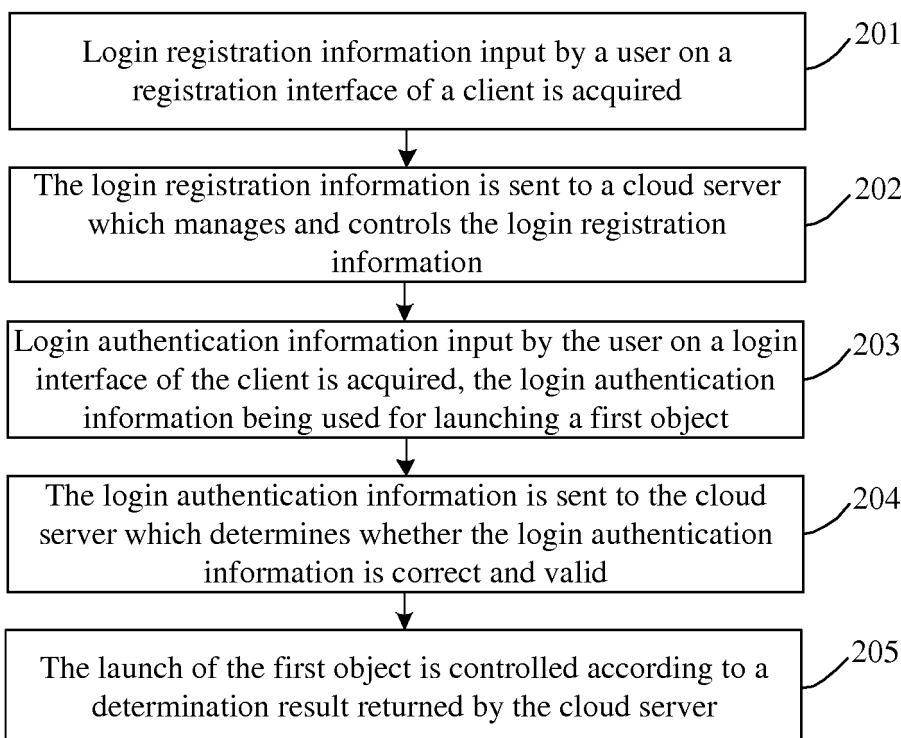 Login registration information input by a user on a
registration interface of a client is acquired
201
The login registration information is sent to a cloud server
which manages and controls the login registration
information
202
Login authentication information input by the user on a login
interface of the client is acquired, the login authentication
information being used for launching a first object
203
The login authentication information is sent to the cloud
server which determines whether the login authentication
information is correct and valid
204
The launch of the first object is controlled according to a
determination result returned by the cloud server
205